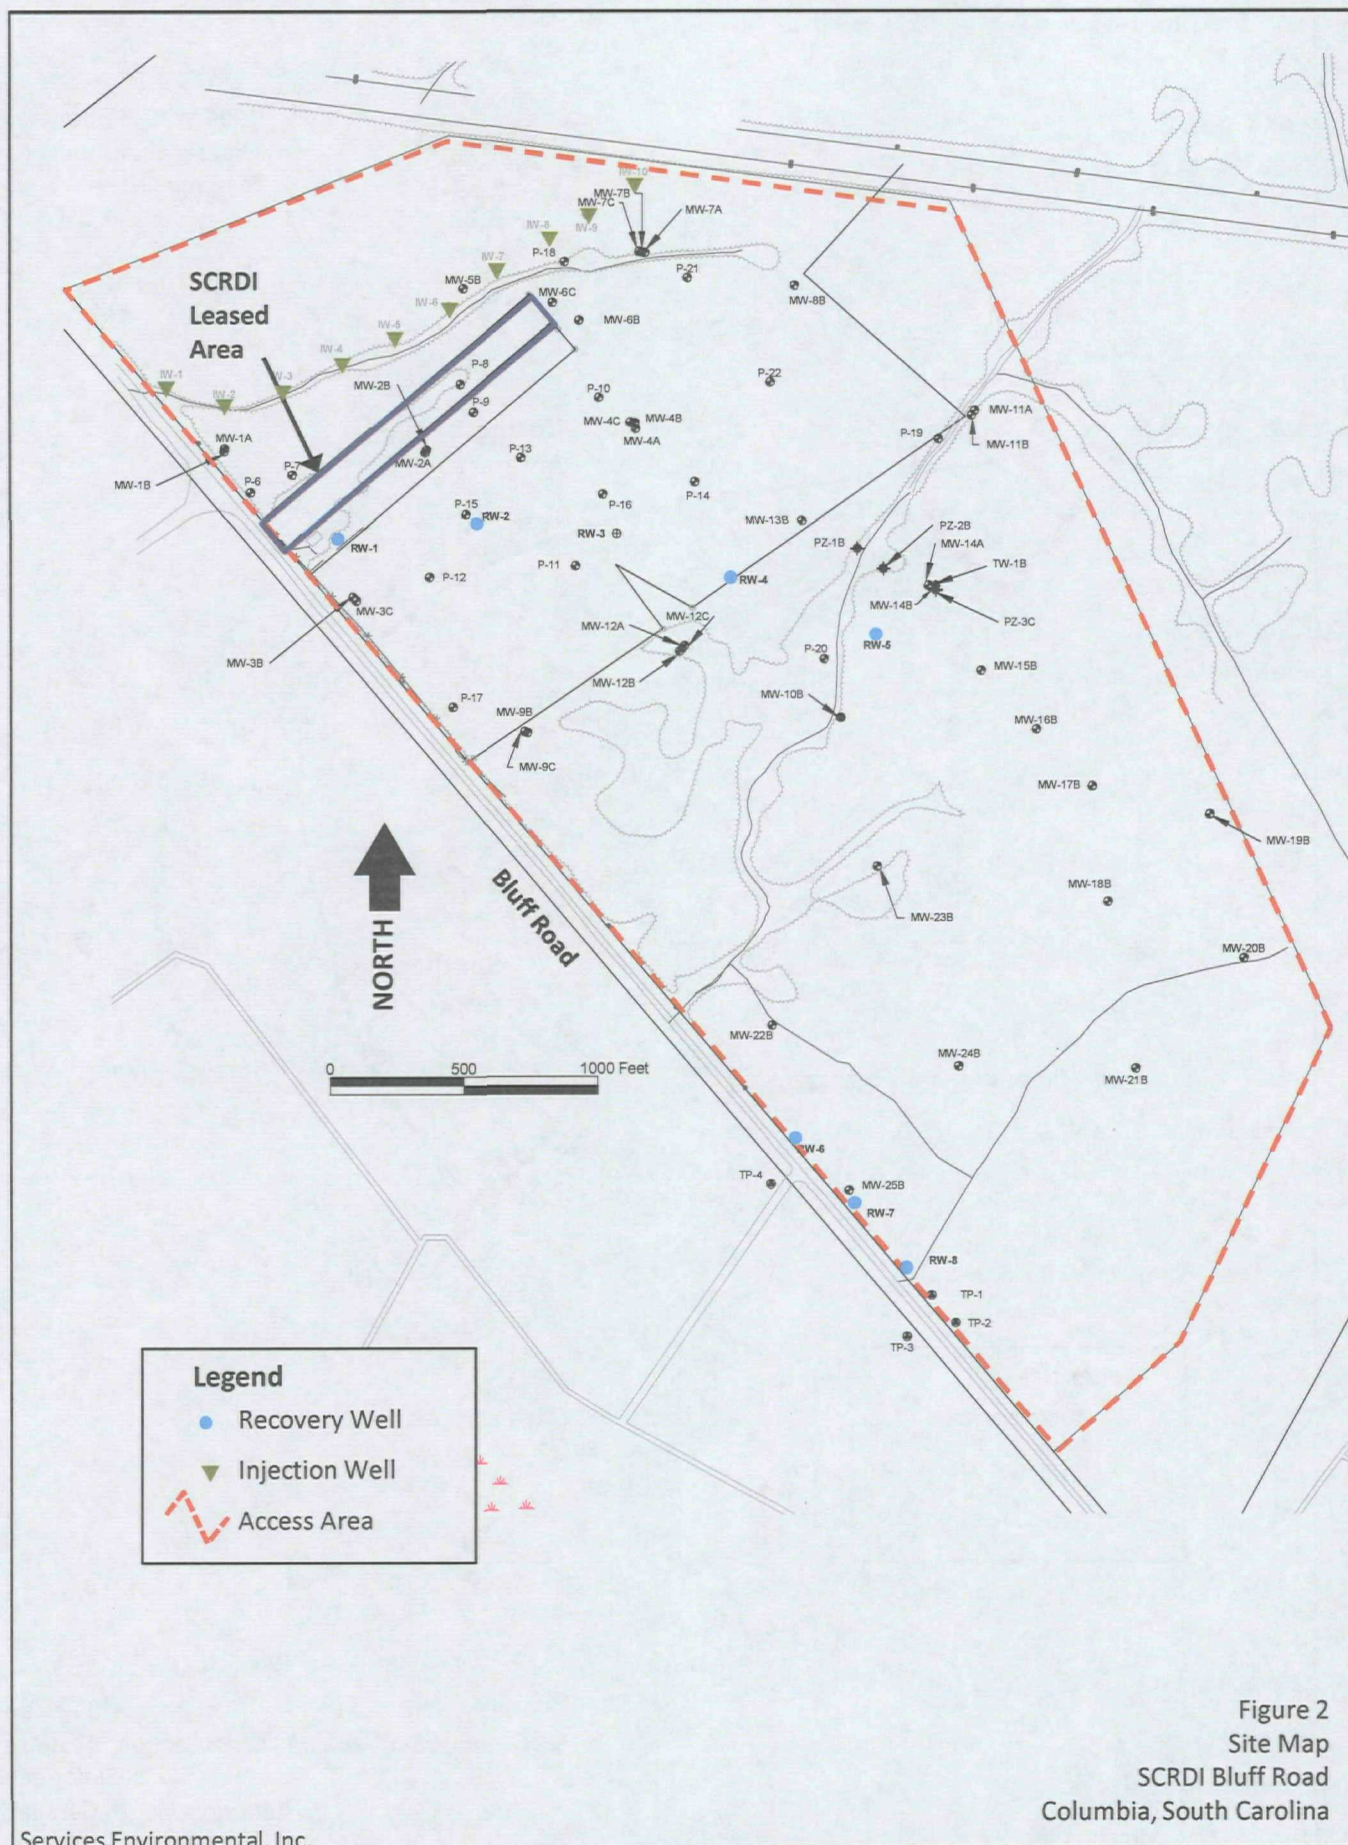 IW-10
MW-7B
MW-7C
MW-7A
IW-8
IW-9
P-18
IW-7
P-21
SCRDI
Leased
Area
MW-5B
MW-6C
MW-8B
IW-6
MW-6B
IW-5
IW-4
P-8
P-22
IW-1
IW-3
MW-2B
P-10
IW-2
P-9
MW-4C
MW-4B
MW-11A
MW-4A
P-19
MW-11B
MW-1A
P-13
MW-2A
P-7
MW-1B
P-6
P-14
P-16
P-15
RW-2
MW-13B
PZ-2B
RW-3
RW-1
PZ-1B
MW-14A
TW-1B
P-11
P-12
RW-4
MW-14B
MW-3C
MW-12C
PZ-3C
MW-12A
RW-5
MW-3B
P-20
MW-15B
MW-12B
P-17
MW-10B
MW-9B
MW-16B
MW-9C
MW-17B
MW-19B
Bluff Road
MW-18B
MW-23B
NORTH
MW-20B
MW-22B
MW-24B
0 500 1000 Feet
MW-21B
RW-6
TP-4
MW-25B
RW-7
RW-8
TP-1
TP-2
TP-3
Legend
Recovery Well
Injection Well
Access Area
Figure 2
Site Map
SCRDI Bluff Road
Columbia, South Carolina
Services Environmental, Inc.